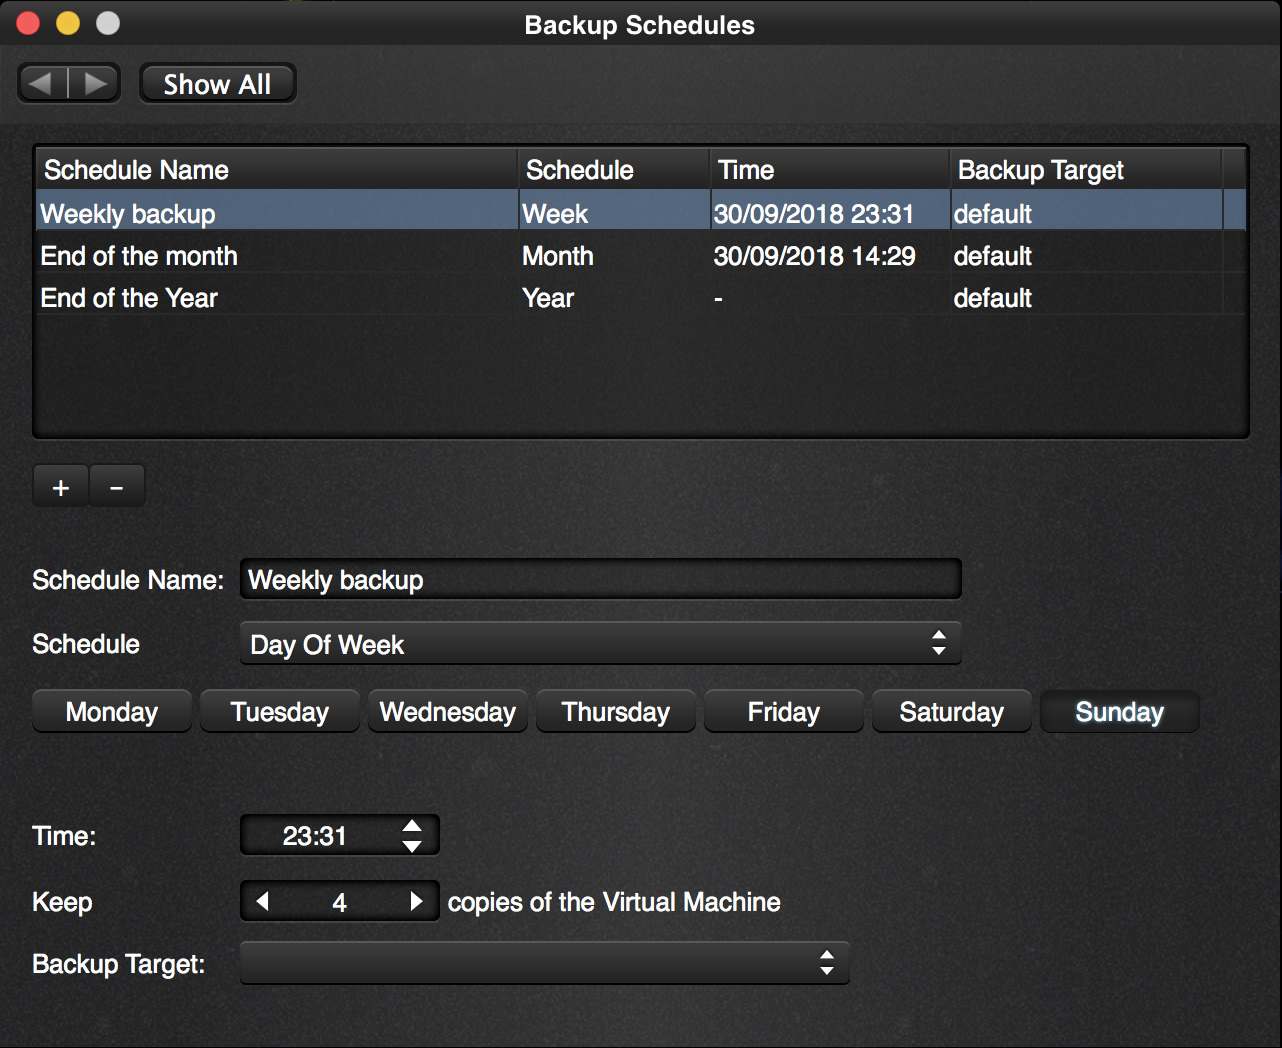 Backup Schedules
Show All
Schedule Name Schedule Time Backup Target
Weekly backup Week 30/09/2018 23:31 default
End of the month Month 30/09/2018 14:29 default
End of the Year Year - default
+ -
Schedule Name: Weekly backup
Schedule Day Of Week
Monday Tuesday Wednesday Thursday Friday Saturday Sunday
Time: 23:31
Keep 4 copies of the Virtual Machine
Backup Target: